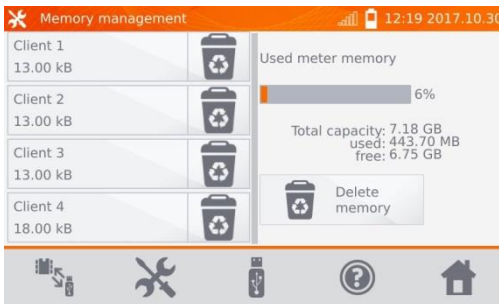 Memory management
12:19 2017.10.30
Client 1
13.00 kB
Client 2
13.00 kB
Client 3
13.00 kB
Client 4
18.00 kB
Used meter memory
6%
Total capacity: 7.18 GB
used: 443.70 MB
free: 6.75 GB
Delete
memory
?